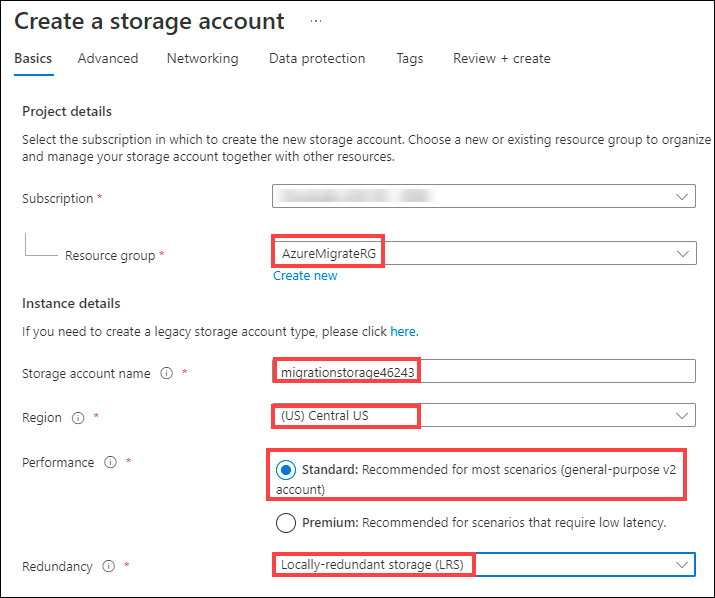 Create a storage account ...
Basics Advanced Networking Data protection Tags Review + create
Project details
Select the subscription in which to create the new storage account. Choose a new or existing resource group to organize
and manage your storage account together with other resources.
Subscription *
Resource group * AzureMigrateRG
Create new
Instance details
If you need to create a legacy storage account type, please click here.
Storage account name * migrationstorage46243
Region * (US) Central US
Performance * Standard: Recommended for most scenarios (general-purpose v2
account)
Premium: Recommended for scenarios that require low latency.
Redundancy * Locally-redundant storage (LRS)